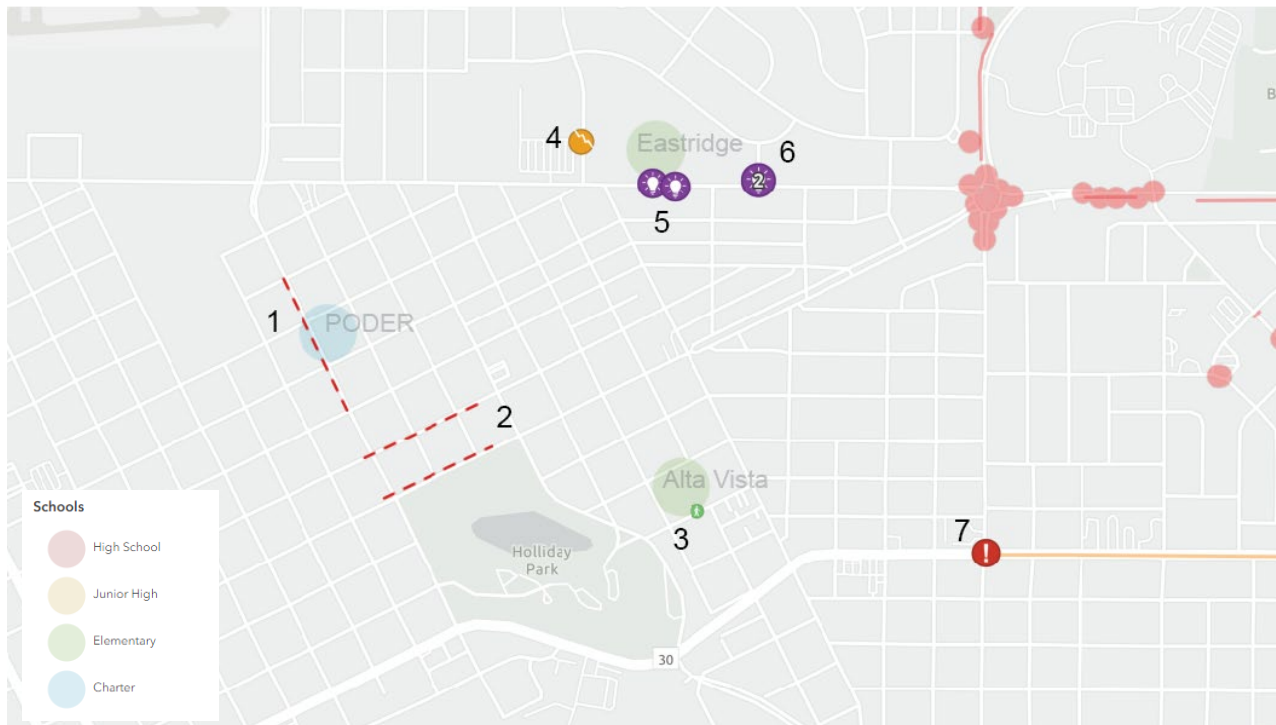 4
Eastridge
6
2
B
5
1
PODER
2
Alta Vista
3
7
Holliday
Park
30
Schools
High School
Junior High
Elementary
Charter